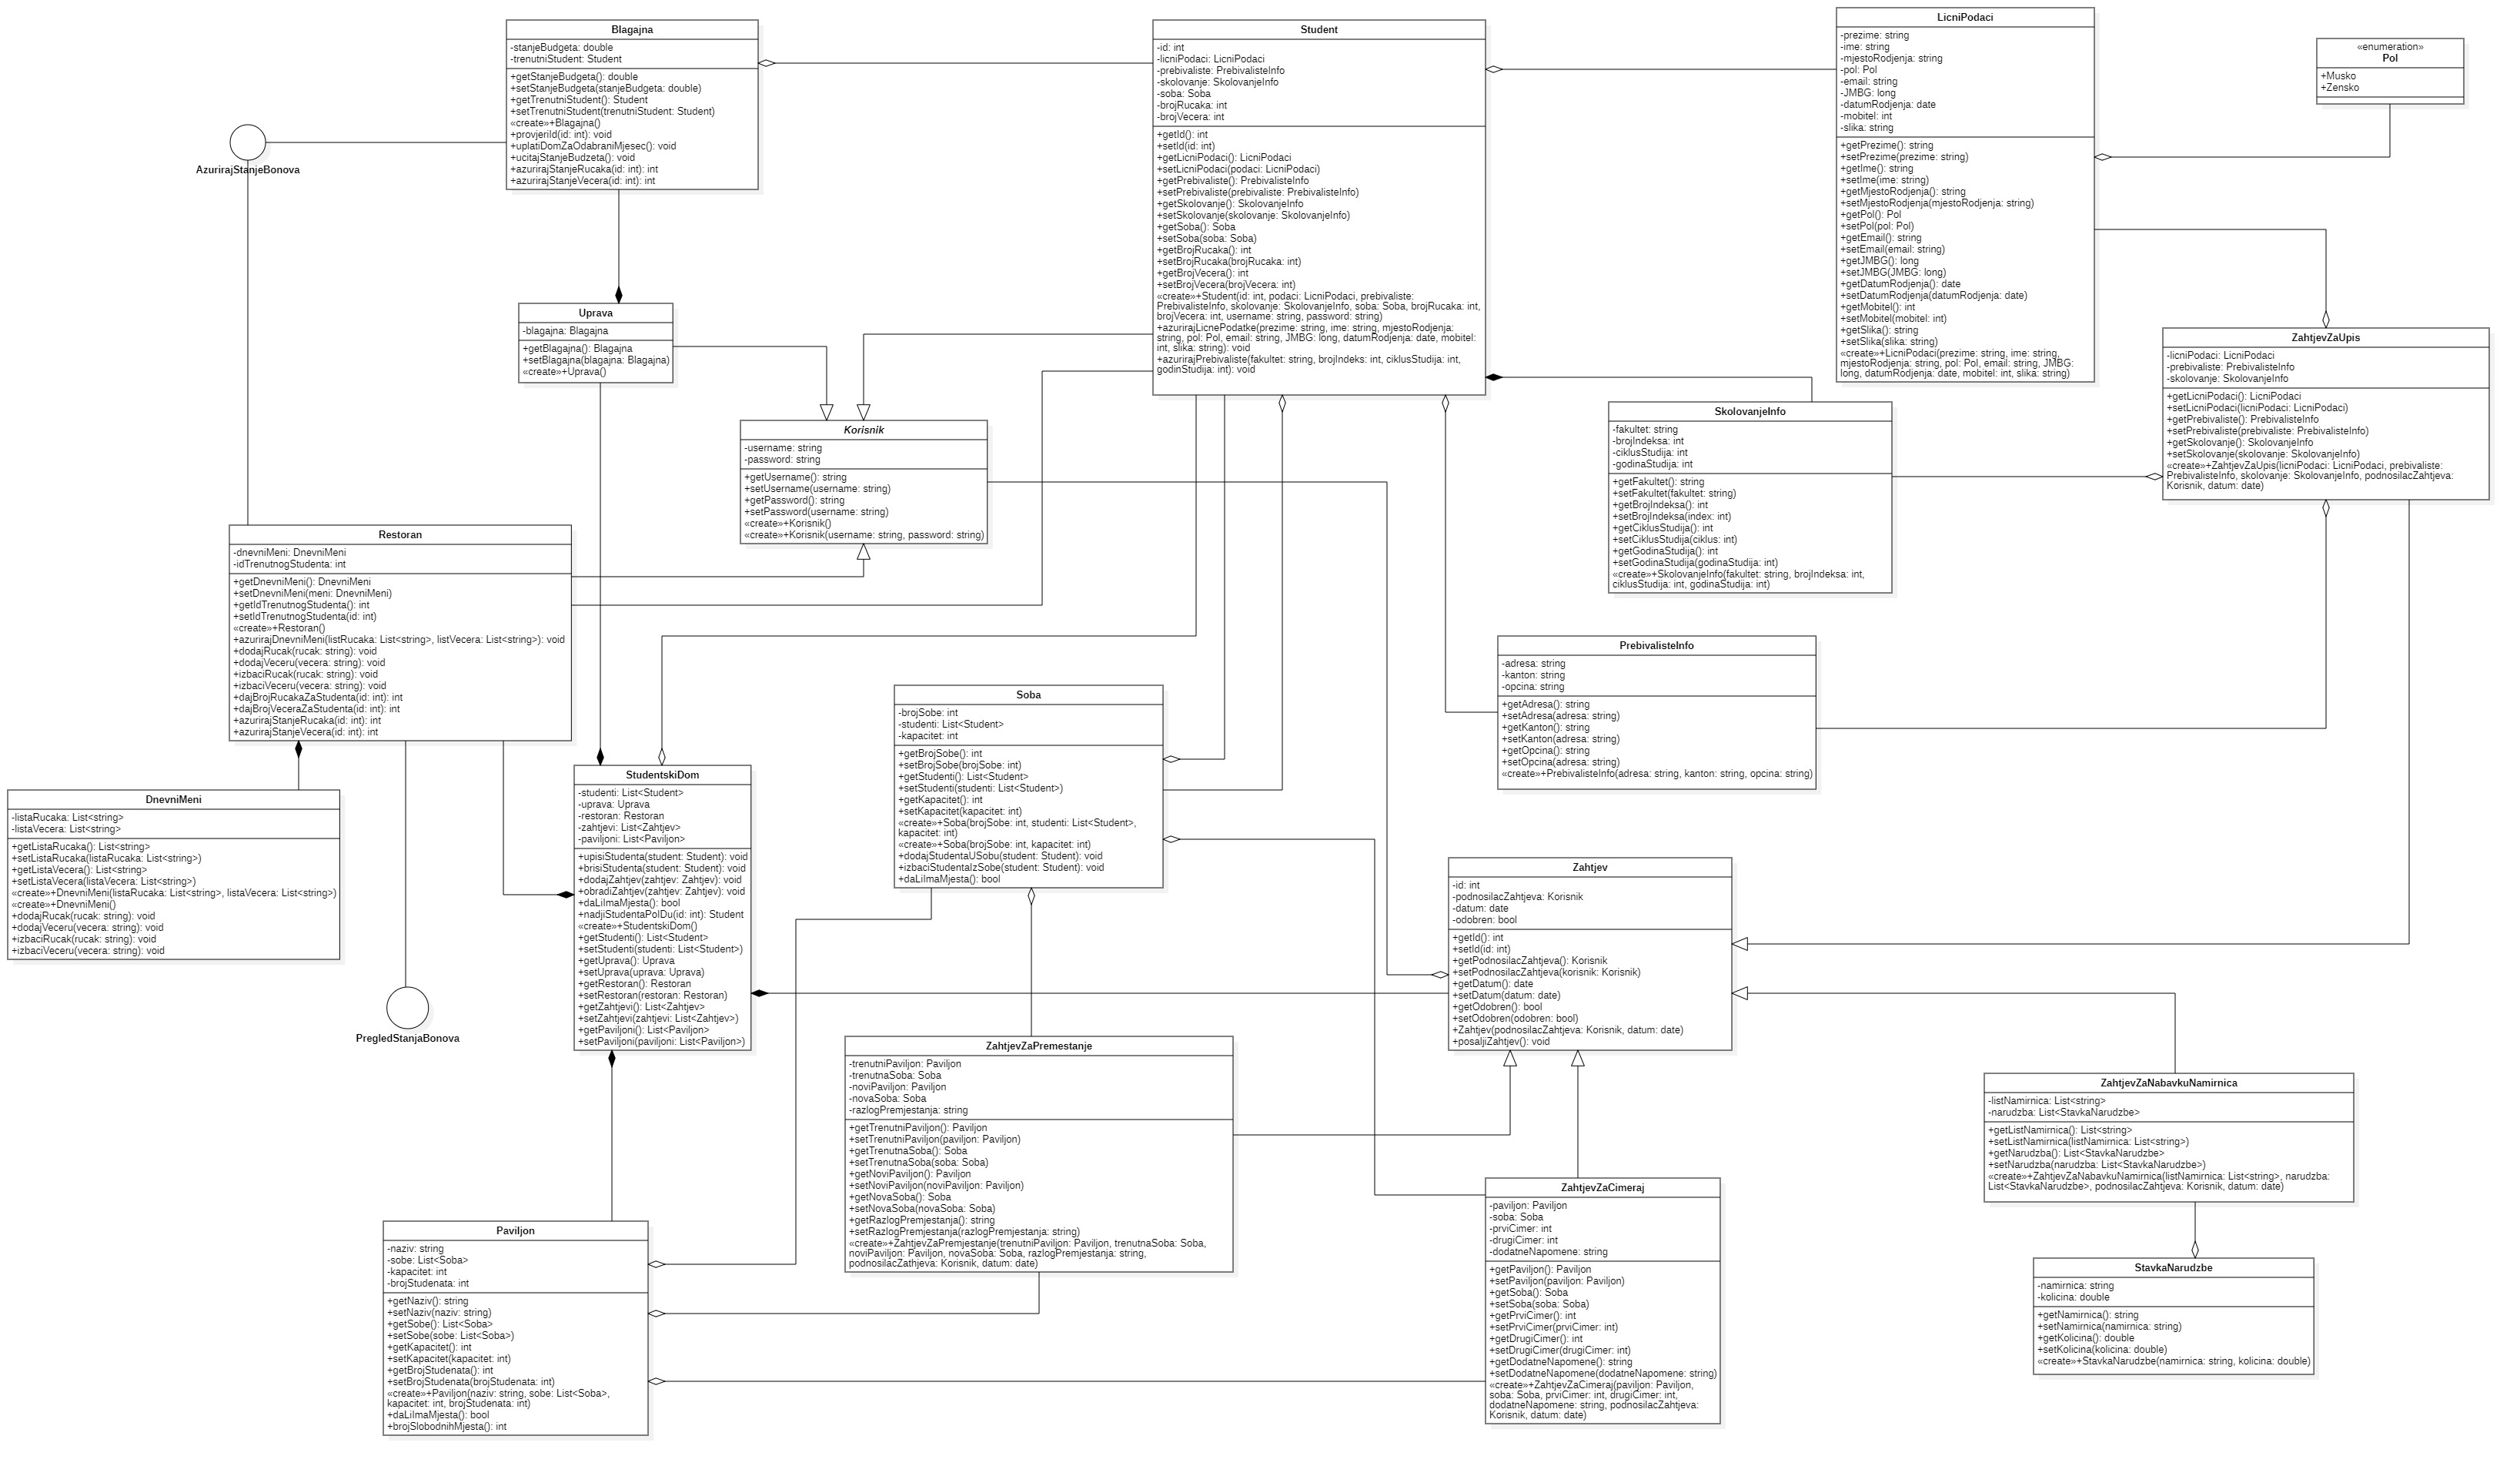 Blagajna
-stanjeBudgeta: double
-trenutniStudent: Student
+getStanjeBudgeta(): double
+setStanjeBudgeta(stanjeBudgeta: double)
+getTrenutniStudent(): Student
+setTrenutniStudent(trenutniStudent: Student)
«create»+Blagajna()
+provjeriId(id: int): void
+uplatiDomZaOdabraniMjesec(): void
+ucitajStanjeBudzeta(): void
+azurirajStanjeRucaka(id: int): int
+azurirajStanjeVecera(id: int): int
Student
-id: int
-licniPodaci: LicniPodaci
-prebivaliste: PrebivalisteInfo
-skolovanje: SkolovanjeInfo
-soba: Soba
-brojRucaka: int
-brojVecera: int
+getId(): int
+setId(id: int)
+getLicniPodaci(): LicniPodaci
+setLicniPodaci(podaci: LicniPodaci)
+getPrebivaliste(): PrebivalisteInfo
+setPrebivaliste(prebivaliste: PrebivalisteInfo)
+getSkolovanje(): SkolovanjeInfo
+setSkolovanje(skolovanje: SkolovanjeInfo)
+getSoba(): Soba
+setSoba(soba: Soba)
+getBrojRucaka(): int
+setBrojRucaka(brojRucaka: int)
+getBrojVecera(): int
+setBrojVecera(brojVecera: int)
«create»+Student(id: int, podaci: LicniPodaci, prebivaliste:
PrebivalisteInfo, skolovanje: SkolovanjeInfo, soba: Soba, brojRucaka: int,
brojVecera: int, username: string, password: string)
+azurirajLicnePodatke(prezime: string, ime: string, mjestoRodjenja:
string, pol: Pol, email: string, JMBG: long, datumRodjenja: date, mobitel:
int, slika: string): void
+azurirajPrebivaliste(fakultet: string, brojIndeks: int, ciklusStudija: int,
godinStudija: int): void
LicniPodaci
-prezime: string
-ime: string
-mjestoRodjenja: string
-pol: Pol
-email: string
-JMBG: long
-datumRodjenja: date
-mobitel: int
-slika: string
+getPrezime(): string
+setPrezime(prezime: string)
+getIme(): string
+setIme(ime: string)
+getMjestoRodjenja(): string
+setMjestoRodjenja(mjestoRodjenja: string)
+getPol(): Pol
+setPol(pol: Pol)
+getEmail(): string
+setEmail(email: string)
+getJMBG(): long
+setJMBG(JMBG: long)
+getDatumRodjenja(): date
+setDatumRodjenja(datumRodjenja: date)
+getMobitel(): int
+setMobitel(mobitel: int)
+getSlika(): string
+setSlika(slika: string)
«create»+LicniPodaci(prezime: string, ime: string,
mjestoRodjenja: string, pol: Pol, email: string, JMBG:
long, datumRodjenja: date, mobitel: int, slika: string)
«enumeration»
Pol
+Musko
+Zensko
AzurirajStanjeBonova
Uprava
-blagajna: Blagajna
+getBlagajna(): Blagajna
+setBlagajna(blagajna: Blagajna)
«create»+Uprava()
Korisnik
-username: string
-password: string
+getUsername(): string
+setUsername(username: string)
+getPassword(): string
+setPassword(username: string)
«create»+Korisnik()
«create»+Korisnik(username: string, password: string)
SkolovanjeInfo
-fakultet: string
-brojIndeksa: int
-ciklusStudija: int
-godinaStudija: int
+getFakultet(): string
+setFakultet(fakultet: string)
+getBrojIndeksa(): int
+setBrojIndeksa(index: int)
+getCiklusStudija(): int
+setCiklusStudija(ciklus: int)
+getGodinaStudija(): int
+setGodinaStudija(godinaStudija: int)
«create»+SkolovanjeInfo(fakultet: string, brojIndeksa: int,
ciklusStudija: int, godinaStudija: int)
ZahtjevZaUpis
-licniPodaci: LicniPodaci
-prebivaliste: PrebivalisteInfo
-skolovanje: SkolovanjeInfo
+getLicniPodaci(): LicniPodaci
+setLicniPodaci(licniPodaci: LicniPodaci)
+getPrebivaliste(): PrebivalisteInfo
+setPrebivaliste(prebivaliste: PrebivalisteInfo)
+getSkolovanje(): SkolovanjeInfo
+setSkolovanje(skolovanje: SkolovanjeInfo)
«create»+ZahtjevZaUpis(licniPodaci: LicniPodaci, prebivaliste:
PrebivalisteInfo, skolovanje: SkolovanjeInfo, podnosilacZahtjeva:
Korisnik, datum: date)
Restoran
-dnevniMeni: DnevniMeni
-idTrenutnogStudenta: int
+getDnevniMeni(): DnevniMeni
+setDnevniMeni(meni: DnevniMeni)
+getIdTrenutnogStudenta(): int
+setIdTrenutnogStudenta(id: int)
«create»+Restoran()
+azurirajDnevniMeni(listRucaka: List<string>, listVecera: List<string>): void
+dodajRucak(rucak: string): void
+dodajVeceru(vecera: string): void
+izbaciRucak(rucak: string): void
+izbaciVeceru(vecera: string): void
+dajBrojRucakaZaStudenta(id: int): int
+dajBrojVeceraZaStudenta(id: int): int
+azurirajStanjeRucaka(id: int): int
+azurirajStanjeVecera(id: int): int
PrebivalisteInfo
-adresa: string
-kanton: string
-opcina: string
+getAdresa(): string
+setAdresa(adresa: string)
+getKanton(): string
+setKanton(adresa: string)
+getOpcina(): string
+setOpcina(adresa: string)
«create»+PrebivalisteInfo(adresa: string, kanton: string, opcina: string)
Soba
-brojSobe: int
-studenti: List<Student>
-kapacitet: int
+getBrojSobe(): int
+setBrojSobe(brojSobe: int)
+getStudenti(): List<Student>
+setStudenti(studenti: List<Student>)
+getKapacitet(): int
+setKapacitet(kapacitet: int)
«create»+Soba(brojSobe: int, studenti: List<Student>,
kapacitet: int)
«create»+Soba(brojSobe: int, kapacitet: int)
+dodajStudentaUSobu(student: Student): void
+izbaciStudentaIzSobe(student: Student): void
+daLiImaMjesta(): bool
DnevniMeni
-listaRucaka: List<string>
-listaVecera: List<string>
+getListaRucaka(): List<string>
+setListaRucaka(listaRucaka: List<string>)
+getListaVecera(): List<string>
+setListaVecera(listaVecera: List<string>)
«create»+DnevniMeni(listaRucaka: List<string>, listaVecera: List<string>)
«create»+DnevniMeni()
+dodajRucak(rucak: string): void
+dodajVeceru(vecera: string): void
+izbaciRucak(rucak: string): void
+izbaciVeceru(vecera: string): void
StudentskiDom
-studenti: List<Student>
-uprava: Uprava
-restoran: Restoran
-zahtjevi: List<Zahtjev>
-paviljoni: List<Paviljon>
+upisiStudenta(student: Student): void
+brisiStudenta(student: Student): void
+dodajZahtjev(zahtjev: Zahtjev): void
+obradiZahtjev(zahtjev: Zahtjev): void
+daLiImaMjesta(): bool
+nadjiStudentaPoIDu(id: int): Student
«create»+StudentskiDom()
+getStudenti(): List<Student>
+setStudenti(studenti: List<Student>)
+getUprava(): Uprava
+setUprava(uprava: Uprava)
+getRestoran(): Restoran
+setRestoran(restoran: Restoran)
+getZahtjevi(): List<Zahtjev>
+setZahtjevi(zahtjevi: List<Zahtjev>)
+getPaviljoni(): List<Paviljon>
+setPaviljoni(paviljoni: List<Paviljon>)
Zahtjev
-id: int
-podnosilacZahtjeva: Korisnik
-datum: date
-odobren: bool
+getId(): int
+setId(id: int)
+getPodnosilacZahtjeva(): Korisnik
+setPodnosilacZahtjeva(korisnik: Korisnik)
+getDatum(): date
+setDatum(datum: date)
+getOdobren(): bool
+setOdobren(odobren: bool)
+Zahtjev(podnosilacZahtjeva: Korisnik, datum: date)
+posaljiZahtjev(): void
PregledStanjaBonova
ZahtjevZaPremestanje
-trenutniPaviljon: Paviljon
-trenutnaSoba: Soba
-noviPaviljon: Paviljon
-novaSoba: Soba
-razlogPremjestanja: string
+getTrenutniPaviljon(): Paviljon
+setTrenutniPaviljon(paviljon: Paviljon)
+getTrenutnaSoba(): Soba
+setTrenutnaSoba(soba: Soba)
+getNoviPaviljon(): Paviljon
+setNoviPaviljon(noviPaviljon: Paviljon)
+getNovaSoba(): Soba
+setNovaSoba(novaSoba: Soba)
+getRazlogPremjestanja(): string
+setRazlogPremjestanja(razlogPremjestanja: string)
«create»+ZahtjevZaPremjestanje(trenutniPaviljon: Paviljon, trenutnaSoba: Soba,
noviPaviljon: Paviljon, novaSoba: Soba, razlogPremjestanja: string,
podnosilacZathjeva: Korisnik, datum: date)
ZahtjevZaNabavkuNamirnica
-listNamirnica: List<string>
-narudzba: List<StavkaNarudzbe>
+getListNamirnica(): List<string>
+setListNamirnica(listNamirnica: List<string>)
+getNarudzba(): List<StavkaNarudzbe>
+setNarudzba(narudzba: List<StavkaNarudzbe>)
«create»+ZahtjevZaNabavkuNamirnica(listNamirnica: List<string>, narudzba:
List<StavkaNarudzbe>, podnosilacZahtjeva: Korisnik, datum: date)
ZahtjevZaCimeraj
-paviljon: Paviljon
-soba: Soba
-prviCimer: int
-drugiCimer: int
-dodatneNapomene: string
+getPaviljon(): Paviljon
+setPaviljon(paviljon: Paviljon)
+getSoba(): Soba
+setSoba(soba: Soba)
+getPrviCimer(): int
+setPrviCimer(prviCimer: int)
+getDrugiCimer(): int
+setDrugiCimer(drugiCimer: int)
+getDodatneNapomene(): string
+setDodatneNapomene(dodatneNapomene: string)
«create»+ZahtjevZaCimeraj(paviljon: Paviljon,
soba: Soba, prviCimer: int, drugiCimer: int,
dodatneNapomene: string, podnosilacZahtjeva:
Korisnik, datum: date)
Paviljon
-naziv: string
-sobe: List<Soba>
-kapacitet: int
-brojStudenata: int
+getNaziv(): string
+setNaziv(naziv: string)
+getSobe(): List<Soba>
+setSobe(sobe: List<Soba>)
+getKapacitet(): int
+setKapacitet(kapacitet: int)
+getBrojStudenata(): int
+setBrojStudenata(brojStudenata: int)
«create»+Paviljon(naziv: string, sobe: List<Soba>,
kapacitet: int, brojStudenata: int)
+daLiImaMjesta(): bool
+brojSlobodnihMjesta(): int
StavkaNarudzbe
-namirnica: string
-kolicina: double
+getNamirnica(): string
+setNamirnica(namirnica: string)
+getKolicina(): double
+setKolicina(kolicina: double)
«create»+StavkaNarudzbe(namirnica: string, kolicina: double)